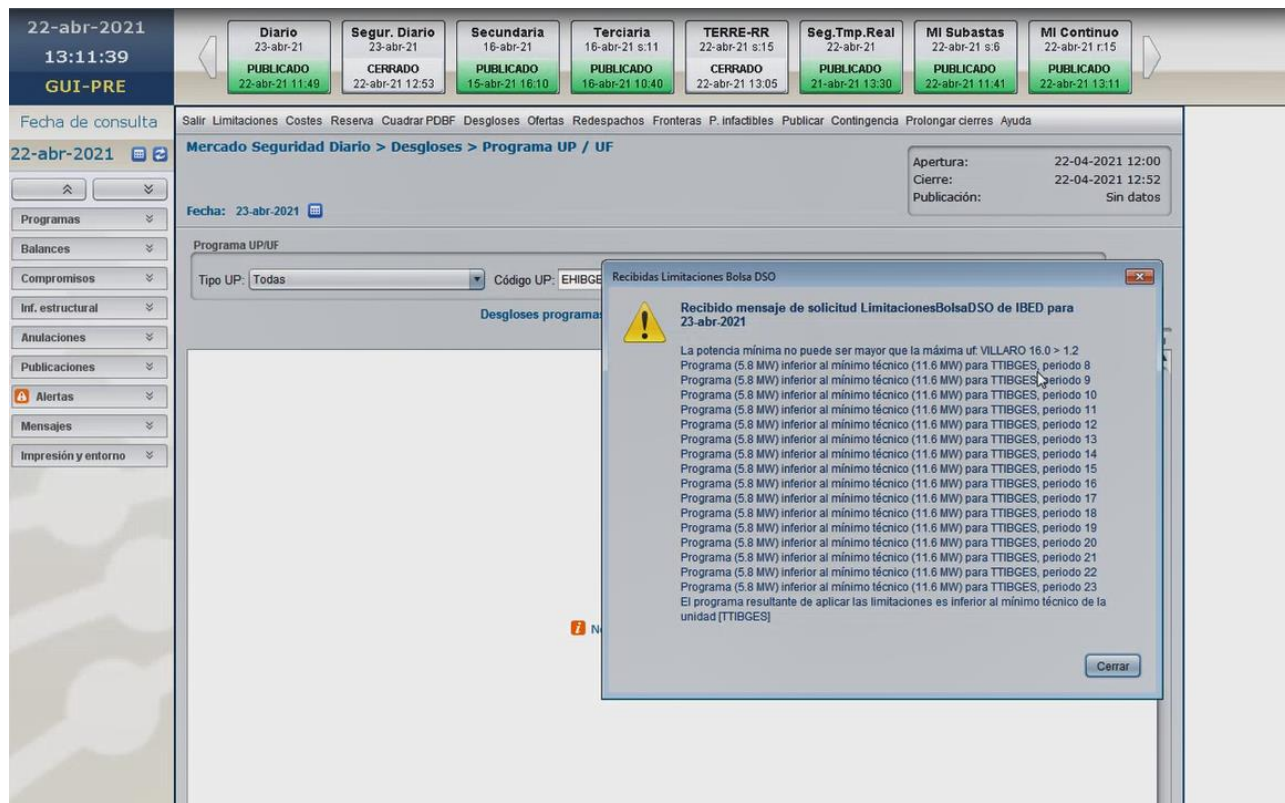 22-abr-2021
13:11:39
GUI-PRE
Diario
23-abr-21
PUBLICADO
22-abr-21 11:49
Segur. Diario
23-abr-21
CERRADO
22-abr-21 12:53
Secundaria
16-abr-21
PUBLICADO
15-abr-21 16:10
Terciaria
16-abr-21 s:11
PUBLICADO
16-abr-21 10:40
TERRE-RR
22-abr-21 s:15
CERRADO
22-abr-21 13:05
Seg.Tmp.Real
22-abr-21
PUBLICADO
21-abr-21 13:30
MI Subastas
22-abr-21 s:6
PUBLICADO
22-abr-21 11:41
MI Continuo
22-abr-21 r:15
PUBLICADO
22-abr-21 13:11
Fecha de consulta
22-abr-2021
Programas
Balances
Compromisos
Inf. estructural
Anulaciones
Publicaciones
Alertas
Mensajes
Impresión y entorno
Salir Limitaciones Costes Reserva Cuadrar PDBF Desgloses Ofertas Redespachos Fronteras P. infactibles Publicar Contingencia Prolongar cierres Ayuda
Mercado Seguridad Diario > Desgloses > Programa UP / UF
Apertura: 22-04-2021 12:00
Cierre: 22-04-2021 12:52
Publicación: Sin datos
Fecha: 23-abr-2021
Programa UP/UF
Tipo UP: Todas Código UP: EHIBGE
Desgloses programa
Recibidas Limitaciones Bolsa DSO
Recibido mensaje de solicitud LimitacionesBolsaDSO de IBED para
23-abr-2021
La potencia mínima no puede ser mayor que la máxima uf: VILLARO 16.0 > 1.2
Programa (5.8 MW) inferior al mínimo técnico (11.6 MW) para TTIBGES, periodo 8
Programa (5.8 MW) inferior al mínimo técnico (11.6 MW) para TTIBGES, periodo 9
Programa (5.8 MW) inferior al mínimo técnico (11.6 MW) para TTIBGES, periodo 10
Programa (5.8 MW) inferior al mínimo técnico (11.6 MW) para TTIBGES, periodo 11
Programa (5.8 MW) inferior al mínimo técnico (11.6 MW) para TTIBGES, periodo 12
Programa (5.8 MW) inferior al mínimo técnico (11.6 MW) para TTIBGES, periodo 13
Programa (5.8 MW) inferior al mínimo técnico (11.6 MW) para TTIBGES, periodo 14
Programa (5.8 MW) inferior al mínimo técnico (11.6 MW) para TTIBGES, periodo 15
Programa (5.8 MW) inferior al mínimo técnico (11.6 MW) para TTIBGES, periodo 16
Programa (5.8 MW) inferior al mínimo técnico (11.6 MW) para TTIBGES, periodo 17
Programa (5.8 MW) inferior al mínimo técnico (11.6 MW) para TTIBGES, periodo 18
Programa (5.8 MW) inferior al mínimo técnico (11.6 MW) para TTIBGES, periodo 19
Programa (5.8 MW) inferior al mínimo técnico (11.6 MW) para TTIBGES, periodo 20
Programa (5.8 MW) inferior al mínimo técnico (11.6 MW) para TTIBGES, periodo 21
Programa (5.8 MW) inferior al mínimo técnico (11.6 MW) para TTIBGES, periodo 22
Programa (5.8 MW) inferior al mínimo técnico (11.6 MW) para TTIBGES, periodo 23
El programa resultante de aplicar las limitaciones es inferior al mínimo técnico de la
unidad [TTIBGES]
Cerrar